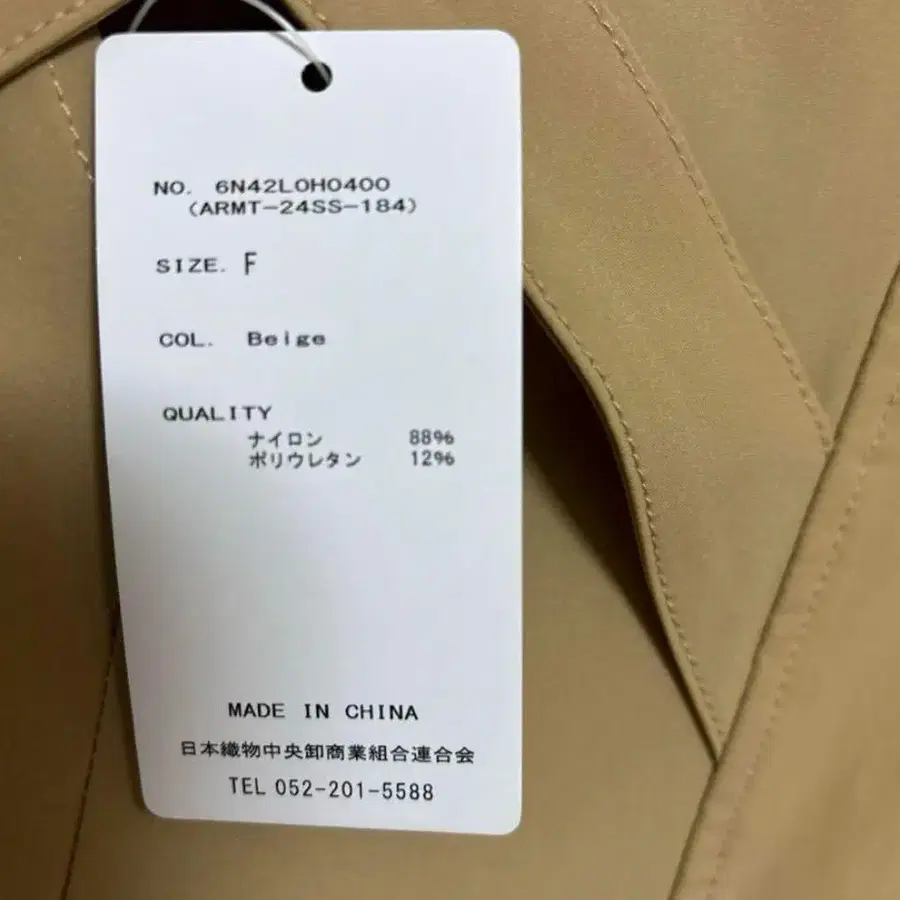 NO. 6N42L0H0400
(ARMT-24SS-184)
SIZE. F
COL. Beige
QUALITY
ナイロン 88%
ポリウレタン 12%
MADE IN CHINA
日本織物中央卸商業組合連合会
TEL 052-201-5588